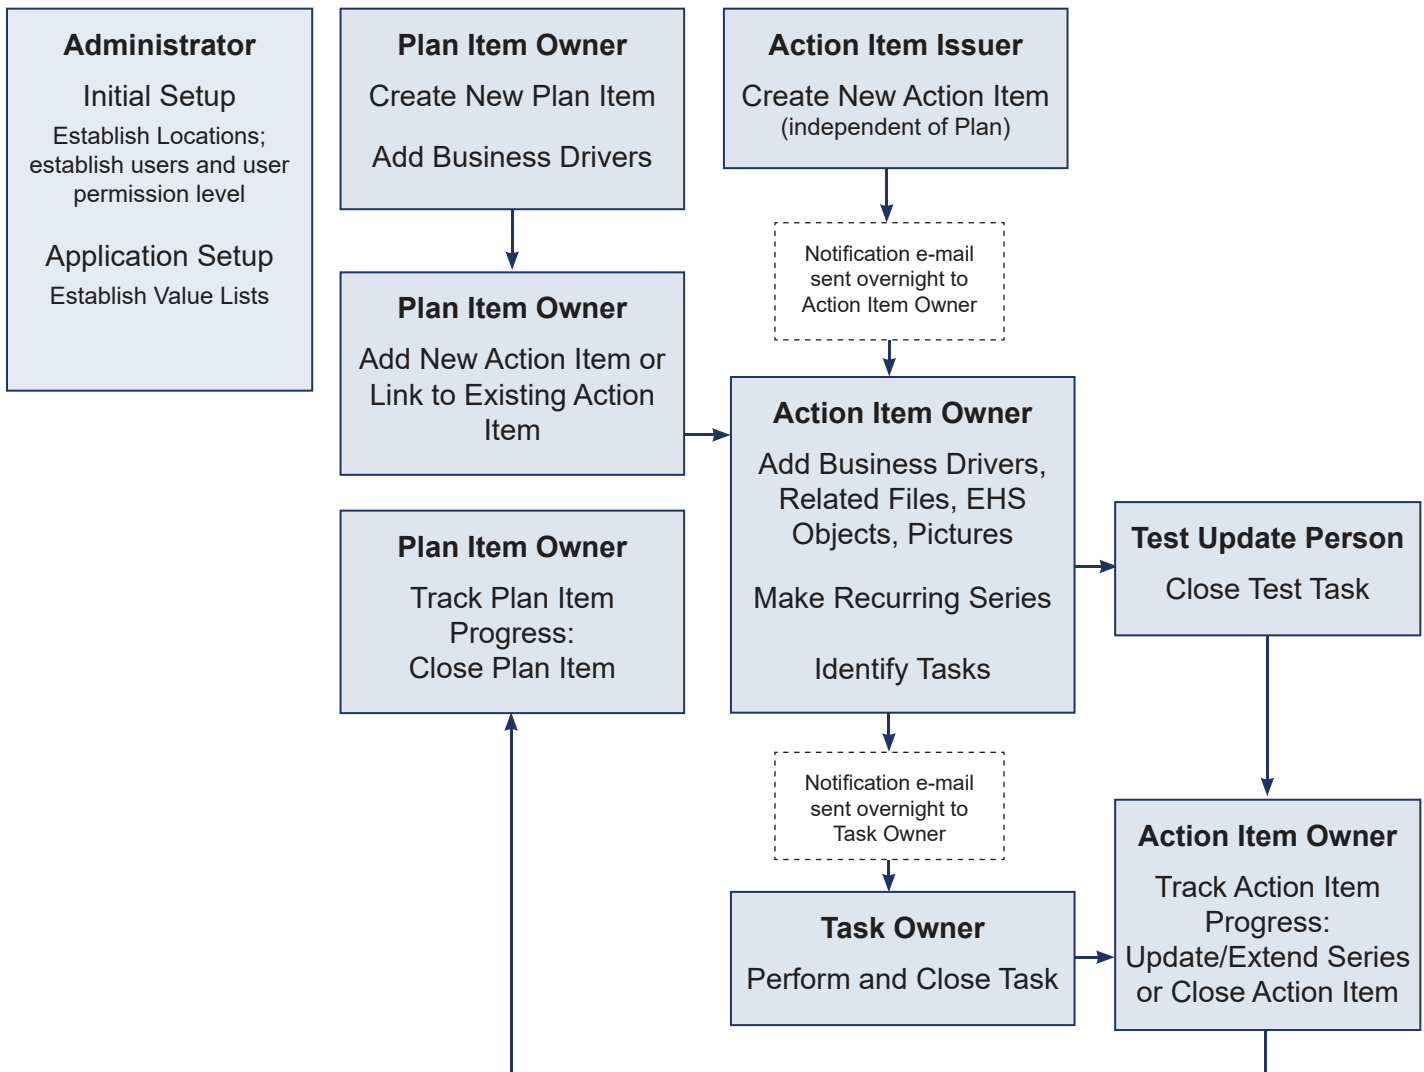 Administrator
Initial Setup
Establish Locations;
establish users and user
permission level
Application Setup
Establish Value Lists
Plan Item Owner
Create New Plan Item
Add Business Drivers
Action Item Issuer
Create New Action Item
(independent of Plan)
Notification e-mail
sent overnight to
Action Item Owner
Plan Item Owner
Add New Action Item or
Link to Existing Action
Item
Action Item Owner
Add Business Drivers,
Related Files, EHS
Objects, Pictures
Make Recurring Series
Identify Tasks
Test Update Person
Close Test Task
Plan Item Owner
Track Plan Item
Progress:
Close Plan Item
Notification e-mail
sent overnight to
Task Owner
Task Owner
Perform and Close Task
Action Item Owner
Track Action Item
Progress:
Update/Extend Series
or Close Action Item